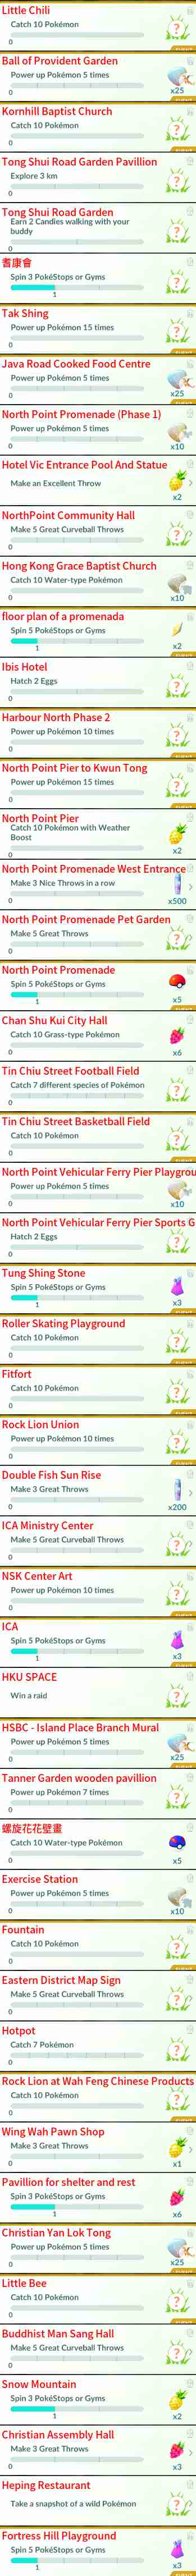 Little Chili
Catch 10 Pokémon
0
Ball of Provident Garden
Power up Pokémon 5 times
0
x25
Kornhill Baptist Church
Catch 10 Pokémon
0
Tong Shui Road Garden Pavillion
Explore 3 km
0
Tong Shui Road Garden
Earn 2 Candies walking with your
buddy
0
耆康會
Spin 3 PokéStops or Gyms
1
Tak Shing
Power up Pokémon 15 times
0
Java Road Cooked Food Centre
Power up Pokémon 5 times
0
x25
North Point Promenade (Phase 1)
Power up Pokémon 5 times
0
x10
Hotel Vic Entrance Pool And Statue
Make an Excellent Throw
x2
NorthPoint Community Hall
Make 5 Great Curveball Throws
0
Hong Kong Grace Baptist Church
Catch 10 Water-type Pokémon
0
x10
floor plan of a promenada
Spin 5 PokéStops or Gyms
1
x2
Ibis Hotel
Hatch 2 Eggs
0
Harbour North Phase 2
Power up Pokémon 10 times
0
North Point Pier to Kwun Tong
Power up Pokémon 15 times
0
North Point Pier
Catch 10 Pokémon with Weather
Boost
0
x2
North Point Promenade West Entrance
Make 3 Nice Throws in a row
0
x500
North Point Promenade Pet Garden
Make 5 Great Throws
0
North Point Promenade
Spin 5 PokéStops or Gyms
1
x5
Chan Shu Kui City Hall
Catch 10 Grass-type Pokémon
0
x6
Tin Chiu Street Football Field
Catch 7 different species of Pokémon
0
Tin Chiu Street Basketball Field
Catch 10 Pokémon
0
North Point Vehicular Ferry Pier Playgrou
Power up Pokémon 5 times
0
x10
North Point Vehicular Ferry Pier Sports G
Hatch 2 Eggs
0
Tung Shing Stone
Spin 5 PokéStops or Gyms
1
x3
Roller Skating Playground
Catch 10 Pokémon
0
Fitfort
Catch 10 Pokémon
0
Rock Lion Union
Power up Pokémon 10 times
0
Double Fish Sun Rise
Make 3 Great Throws
0
x200
ICA Ministry Center
Make 5 Great Curveball Throws
0
NSK Center Art
Power up Pokémon 10 times
0
ICA
Spin 5 PokéStops or Gyms
1
x3
HKU SPACE
Win a raid
HSBC - Island Place Branch Mural
Power up Pokémon 5 times
0
x25
Tanner Garden wooden pavillion
Power up Pokémon 7 times
0
螺旋花花壁畫
Catch 10 Water-type Pokémon
0
x5
Exercise Station
Power up Pokémon 5 times
0
x10
Fountain
Catch 10 Pokémon
0
Eastern District Map Sign
Make 5 Great Curveball Throws
0
Hotpot
Catch 7 Pokémon
0
Rock Lion at Wah Feng Chinese Products
Catch 10 Pokémon
0
Wing Wah Pawn Shop
Make 3 Great Throws
0
x1
Pavillion for shelter and rest
Spin 3 PokéStops or Gyms
1
x6
Christian Yan Lok Tong
Power up Pokémon 5 times
0
x25
Little Bee
Catch 10 Pokémon
0
Buddhist Man Sang Hall
Make 5 Great Curveball Throws
0
Snow Mountain
Spin 3 PokéStops or Gyms
1
x2
Christian Assembly Hall
Make 3 Great Throws
0
x3
Heping Restaurant
Take a snapshot of a wild Pokémon
Fortress Hill Playground
Spin 5 PokéStops or Gyms
1
x3